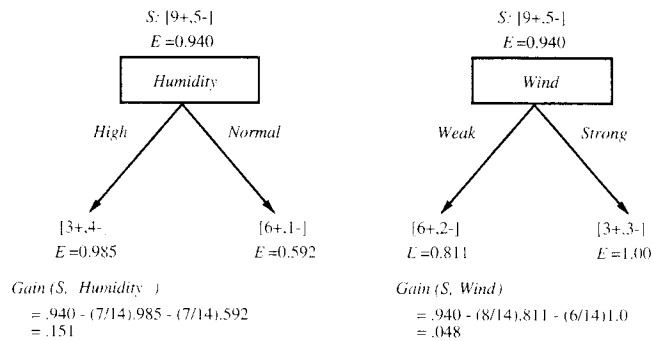 S: [9+,5-]
E =0.940
Humidity
High
Normal
[3+,4-
E=0.985
[6+,1-]
E=0.592
Gain (S, Humidity )
= .940 - (7/14).985 - (7/14).592
= .151
S: [9+,5-]
E=0.940
Wind
Weak
Strong
[6+,2-]
E=0.811
[3+,3-]
E=1.00
Gain (S, Wind)
= .940 - (8/14).811 - (6/14)1.0
= .048